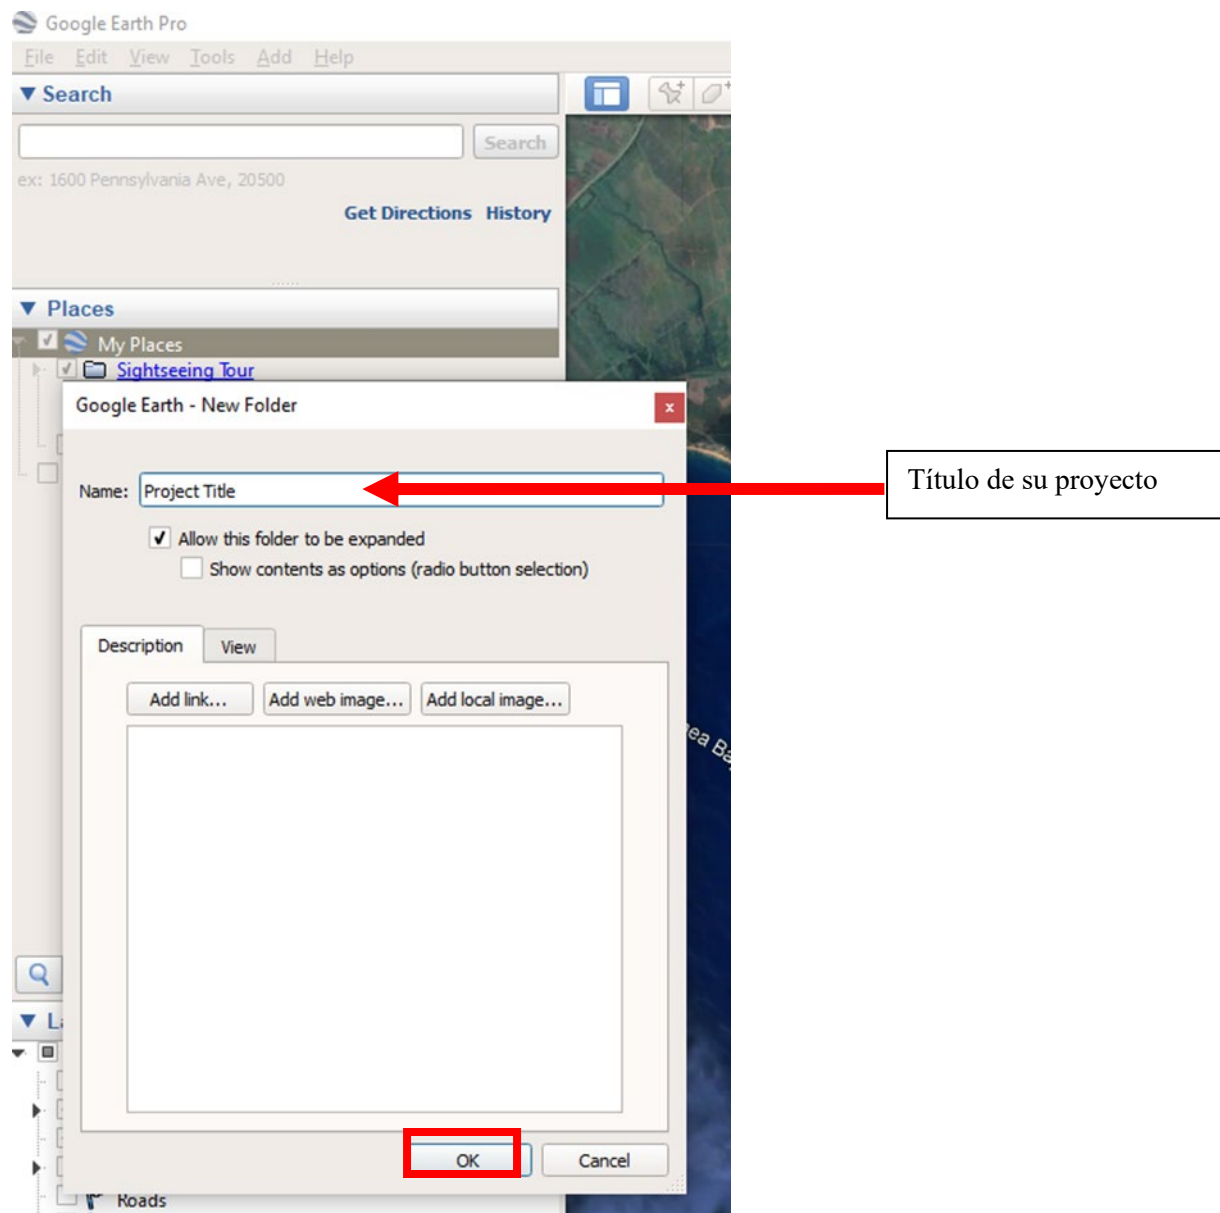 Google Earth Pro
File Edit View Tools Add Help
Search
Search
ex: 1600 Pennsylvania Ave, 20500
Get Directions History
Places
My Places
Sightseeing Tour
Google Earth - New Folder
x
Name: Project Title
Título de su proyecto
Allow this folder to be expanded
Show contents as options (radio button selection)
Description View
Add link... Add web image... Add local image...
OK Cancel
Roads